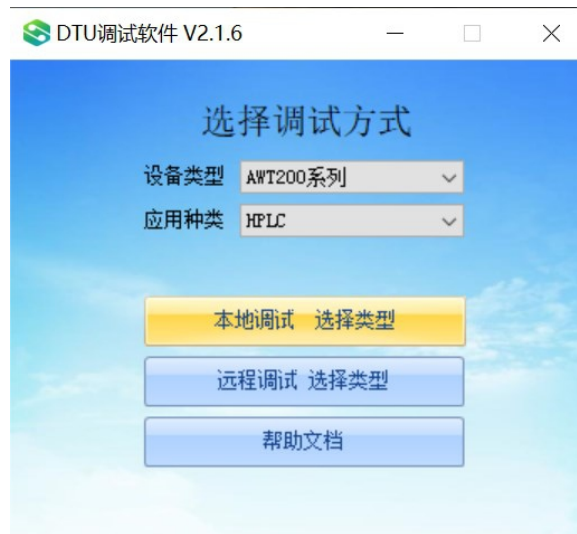 DTU调试软件 V2.1.6
选择调试方式
设备类型 AWT200系列
应用种类 HPLC
本地调试 选择类型
远程调试 选择类型
帮助文档